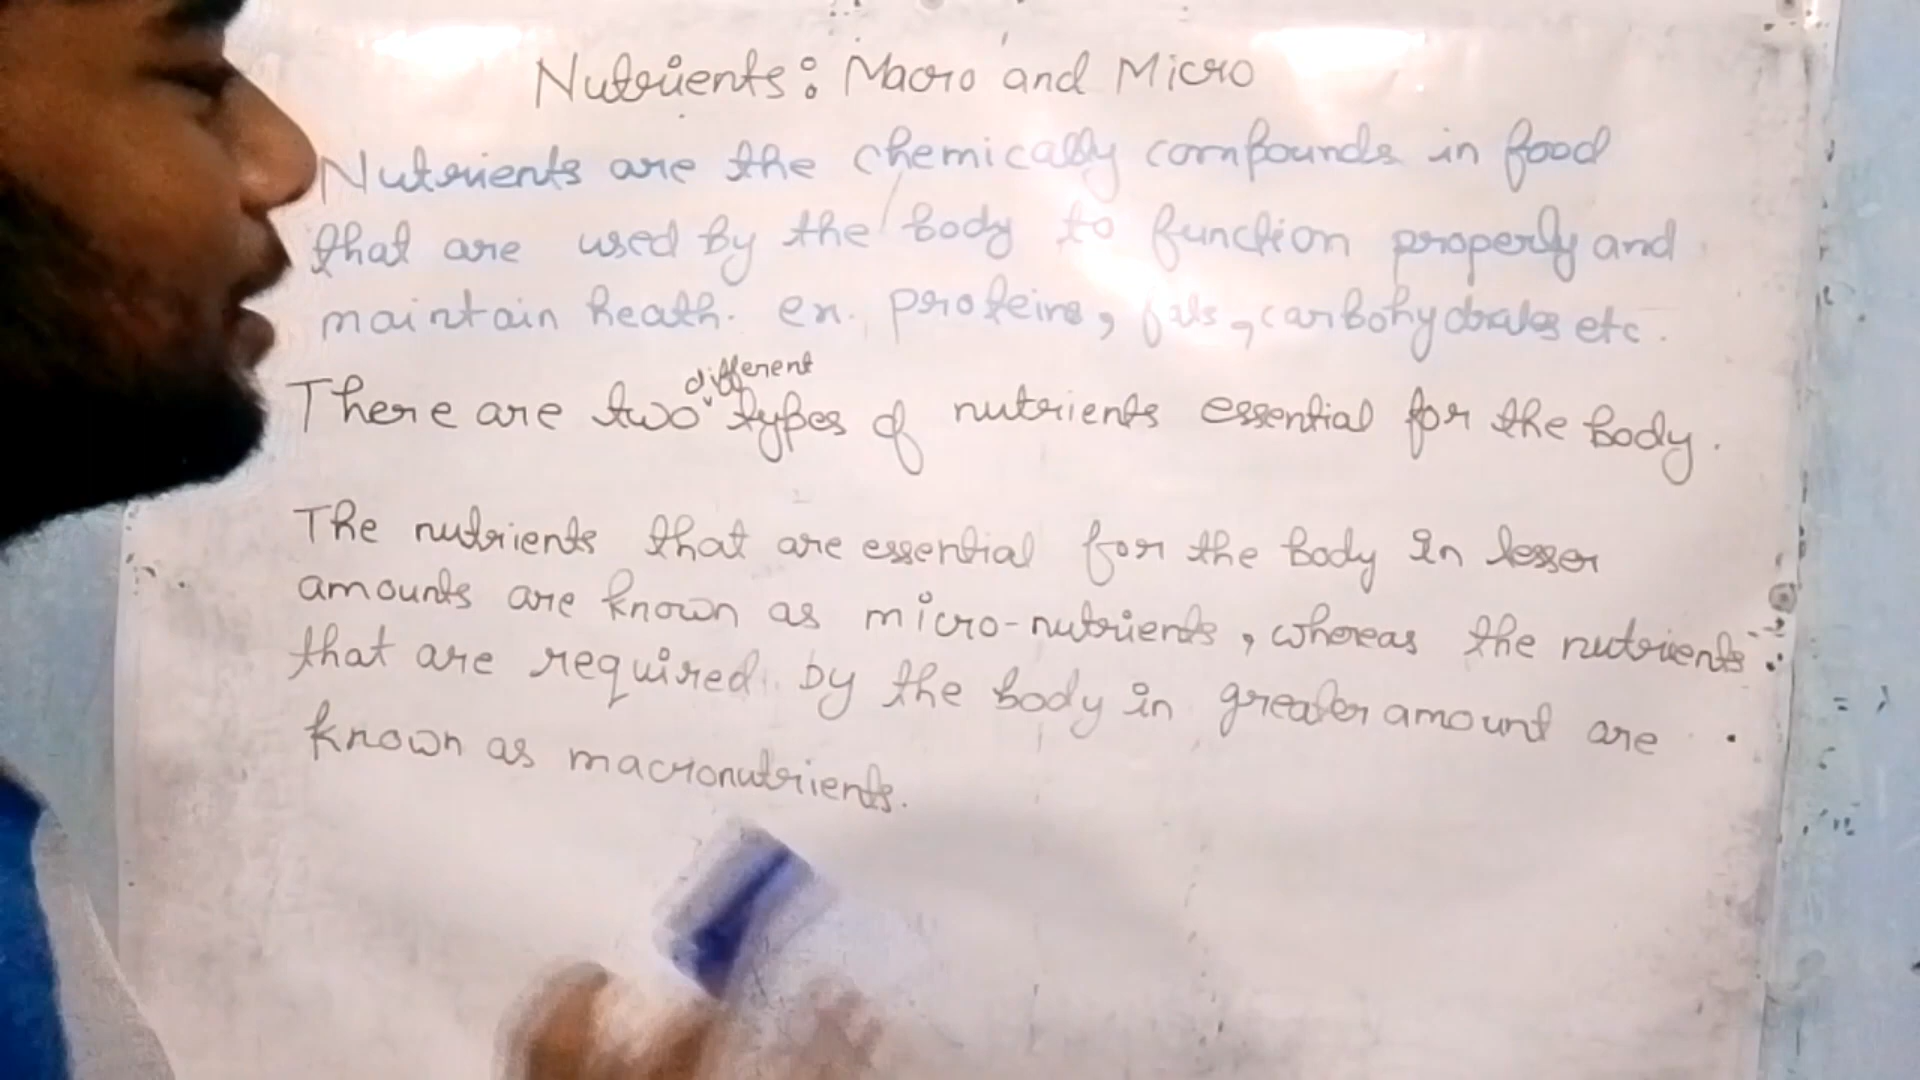 Nutrients: Macro and Micro
Nutrients are the chemically compounds in food
that are used by the body to function properly and
maintain heath. ex. proteins, fats, carbohydrates etc.
different
There are two types of nutrients essential for the body.
The nutrients that are essential for the body in lesser
amounts are known as micro-nutrients, whereas the nutrients
that are required by the body in greater amount are
known as macronutrients.